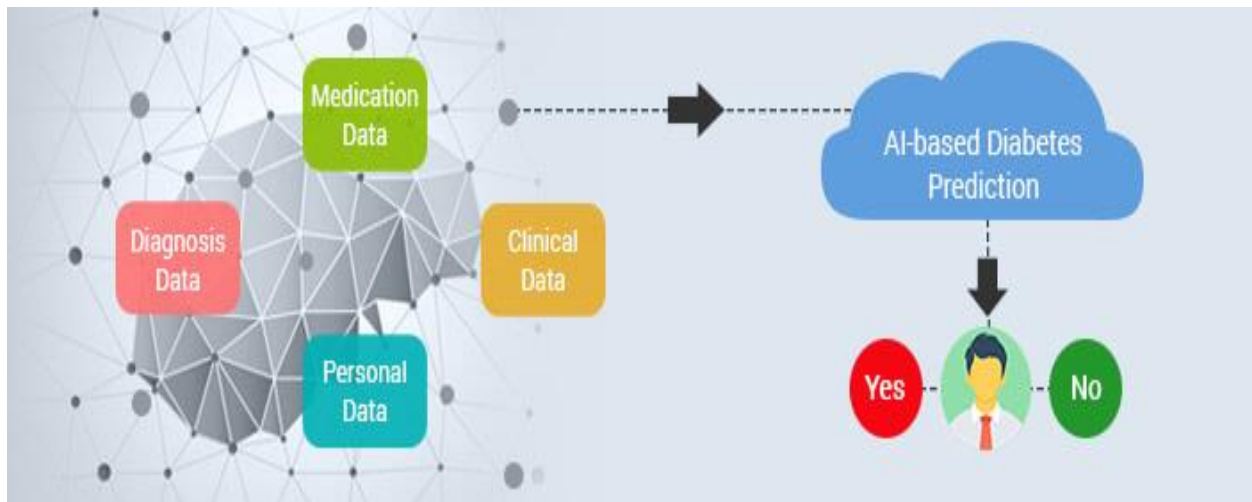 Medication
Data
Diagnosis
Data
Clinical
Data
Personal
Data
AI-based Diabetes
Prediction
Yes
No